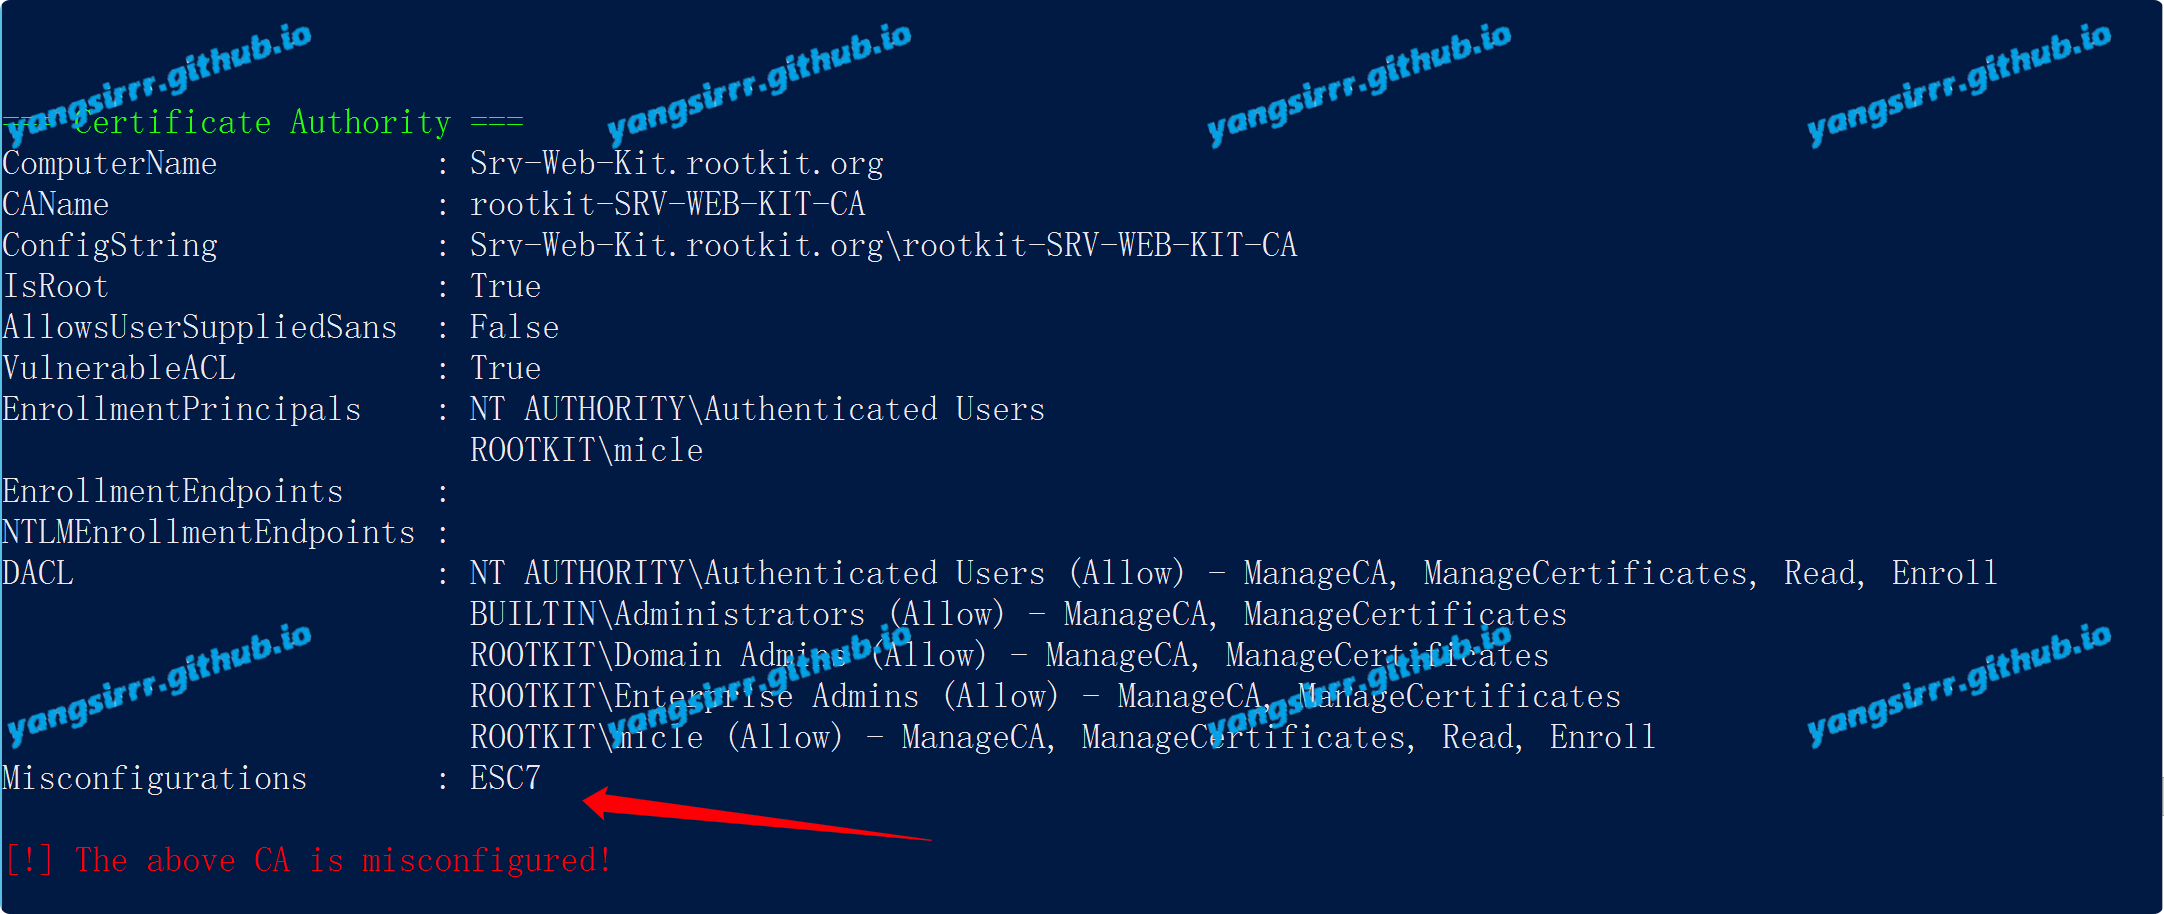 yangsirrr.github.io yangsirrr.github.io yangsirrr.github.io yangsirrr.github.io
=== Certificate Authority ===
ComputerName : Srv-Web-Kit.rootkit.org
CAName : rootkit-SRV-WEB-KIT-CA
ConfigString : Srv-Web-Kit.rootkit.org\rootkit-SRV-WEB-KIT-CA
IsRoot : True
AllowsUserSuppliedSans : False
VulnerableACL : True
EnrollmentPrincipals : NT AUTHORITY\Authenticated Users
ROOTKIT\micle
EnrollmentEndpoints :
NTLMEnrollmentEndpoints :
DACL : NT AUTHORITY\Authenticated Users (Allow) - ManageCA, ManageCertificates, Read, Enroll
BUILTIN\Administrators (Allow) - ManageCA, ManageCertificates
ROOTKIT\Domain Admins (Allow) - ManageCA, ManageCertificates
yangsirrr.github.io yangsirrr.github.io yangsirrr.github.io yangsirrr.github.io
ROOTKIT\Enterprise Admins (Allow) - ManageCA, ManageCertificates
ROOTKIT\micle (Allow) - ManageCA, ManageCertificates, Read, Enroll
Misconfigurations : ESC7
[!] The above CA is misconfigured!